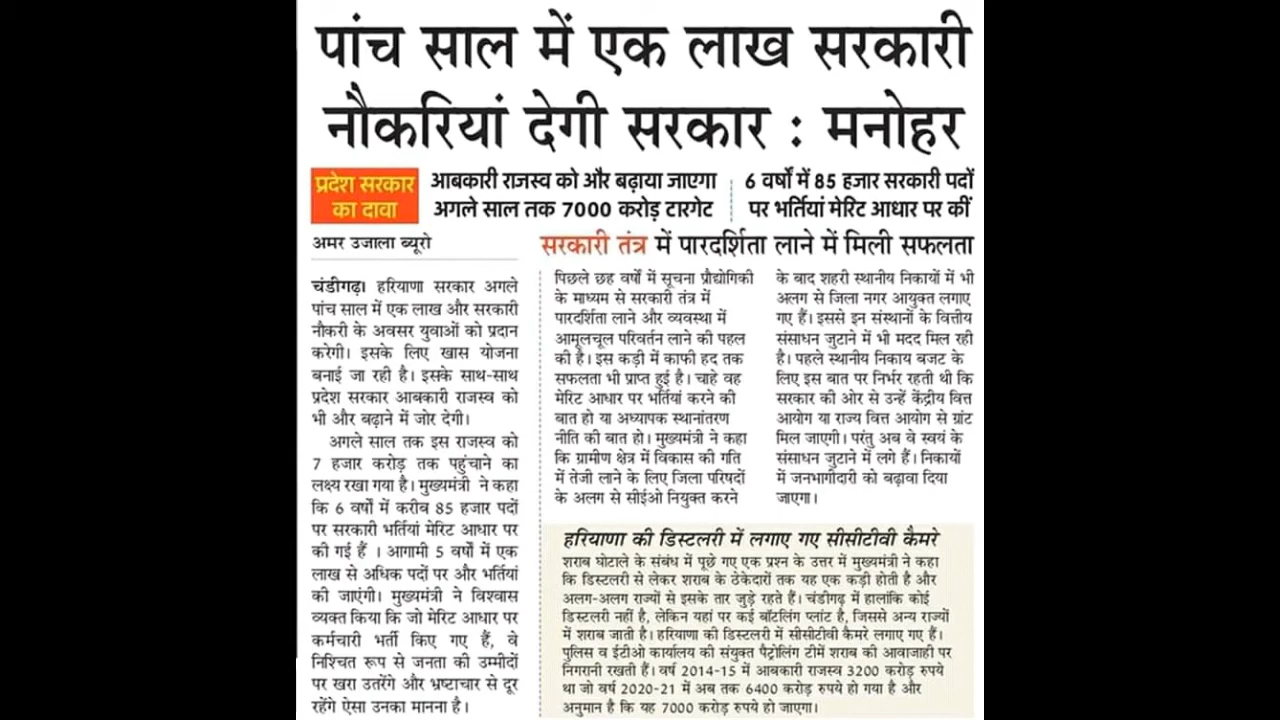 पांच साल में एक लाख सरकारी
नौकरियां देगी सरकार : मनोहर
प्रदेश सरकार
का दावा
आबकारी राजस्व को और बढ़ाया जाएगा
अगले साल तक 7000 करोड़ टारगेट
6 वर्षों में 85 हजार सरकारी पदों
पर भर्तियां मेरिट आधार पर कीं
अमर उजाला ब्यूरो
चंडीगढ़। हरियाणा सरकार अगले
पांच साल में एक लाख और सरकारी
नौकरी के अवसर युवाओं को प्रदान
करेगी। इसके लिए खास योजना
बनाई जा रही है। इसके साथ-साथ
प्रदेश सरकार आबकारी राजस्व को
भी और बढ़ाने में जोर देगी।
अगले साल तक इस राजस्व को
7 हजार करोड़ तक पहुंचाने का
लक्ष्य रखा गया है। मुख्यमंत्री ने कहा
कि 6 वर्षों में करीब 85 हजार पदों
पर सरकारी भर्तियां मेरिट आधार पर
की गई हैं । आगामी 5 वर्षों में एक
लाख से अधिक पदों पर और भर्तियां
की जाएंगी। मुख्यमंत्री ने विश्वास
व्यक्त किया कि जो मेरिट आधार पर
कर्मचारी भर्ती किए गए हैं, वे
निश्चित रूप से जनता की उम्मीदों
पर खरा उतरेंगे और भ्रष्टाचार से दूर
रहेंगे ऐसा उनका मानना है।
सरकारी तंत्र में पारदर्शिता लाने में मिली सफलता
पिछले छह वर्षों में सूचना प्रौद्योगिकी
के माध्यम से सरकारी तंत्र में
पारदर्शिता लाने और व्यवस्था में
आमूलचूल परिवर्तन लाने की पहल
की है। इस कड़ी में काफी हद तक
सफलता भी प्राप्त हुई है। चाहे वह
मेरिट आधार पर भर्तियां करने की
बात हो या अध्यापक स्थानांतरण
नीति की बात हो। मुख्यमंत्री ने कहा
कि ग्रामीण क्षेत्र में विकास की गति
में तेजी लाने के लिए जिला परिषदों
के अलग से सीईओ नियुक्त करने
के बाद शहरी स्थानीय निकायों में भी
अलग से जिला नगर आयुक्त लगाए
गए हैं। इससे इन संस्थानों के वित्तीय
संसाधन जुटाने में भी मदद मिल रही
है। पहले स्थानीय निकाय बजट के
लिए इस बात पर निर्भर रहती थी कि
सरकार की ओर से उन्हें केंद्रीय वित्त
आयोग या राज्य वित्त आयोग से ग्रांट
मिल जाएगी। परंतु अब वे स्वयं के
संसाधन जुटाने में लगे हैं। निकायों
में जनभागीदारी को बढ़ावा दिया
जाएगा।
हरियाणा की डिस्टलरी में लगाए गए सीसीटीवी कैमरे
शराब घोटाले के संबंध में पूछे गए एक प्रश्न के उत्तर में मुख्यमंत्री ने कहा
कि डिस्टलरी से लेकर शराब के ठेकेदारों तक यह एक कड़ी होती है और
अलग-अलग राज्यों से इसके तार जुड़े रहते हैं। चंडीगढ़ में हालांकि कोई
डिस्टलरी नहीं है, लेकिन यहां पर कई बॉटलिंग प्लांट है, जिससे अन्य राज्यों
में शराब जाती है। हरियाणा की डिस्टलरी में सीसीटीवी कैमरे लगाए गए हैं।
पुलिस व ईटीओ कार्यालय की संयुक्त पैट्रोलिंग टीमें शराब की आवाजाही पर
निगरानी रखती हैं। वर्ष 2014-15 में आबकारी राजस्व 3200 करोड़ रुपये
था जो वर्ष 2020-21 में अब तक 6400 करोड़ रुपये हो गया है और
अनुमान है कि यह 7000 करोड़ रुपये हो जाएगा।